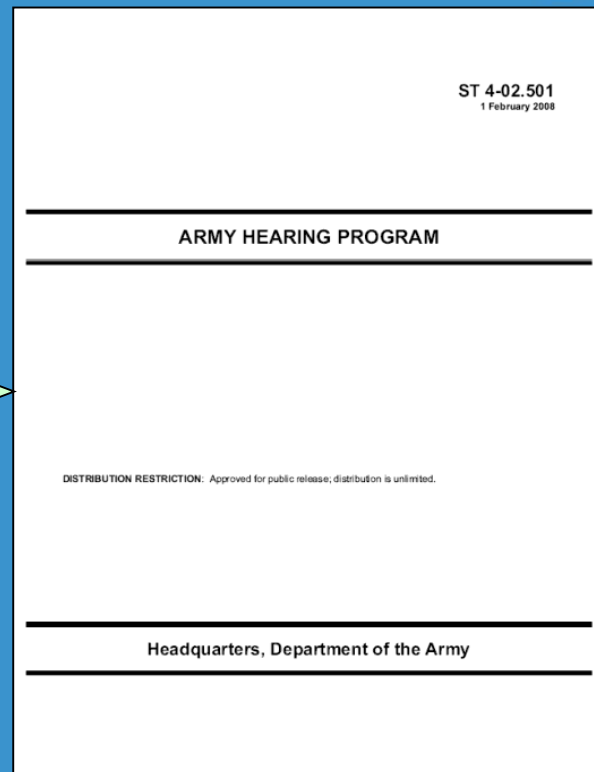 ST 4-02.501
1 February 2008
ARMY HEARING PROGRAM
DISTRIBUTION RESTRICTION: Approved for public release; distribution is unlimited.
Headquarters, Department of the Army